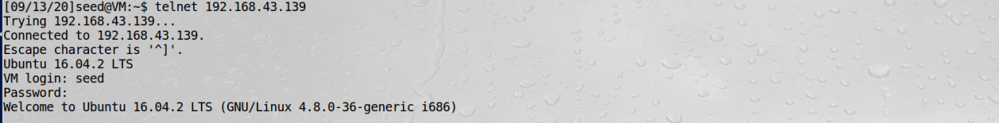 [09/13/20]seed@VM:~$ telnet 192.168.43.139
Trying 192.168.43.139...
Connected to 192.168.43.139.
Escape character is '^]'.
Ubuntu 16.04.2 LTS
VM login: seed
Password:
Welcome to Ubuntu 16.04.2 LTS (GNU/Linux 4.8.0-36-generic i686)